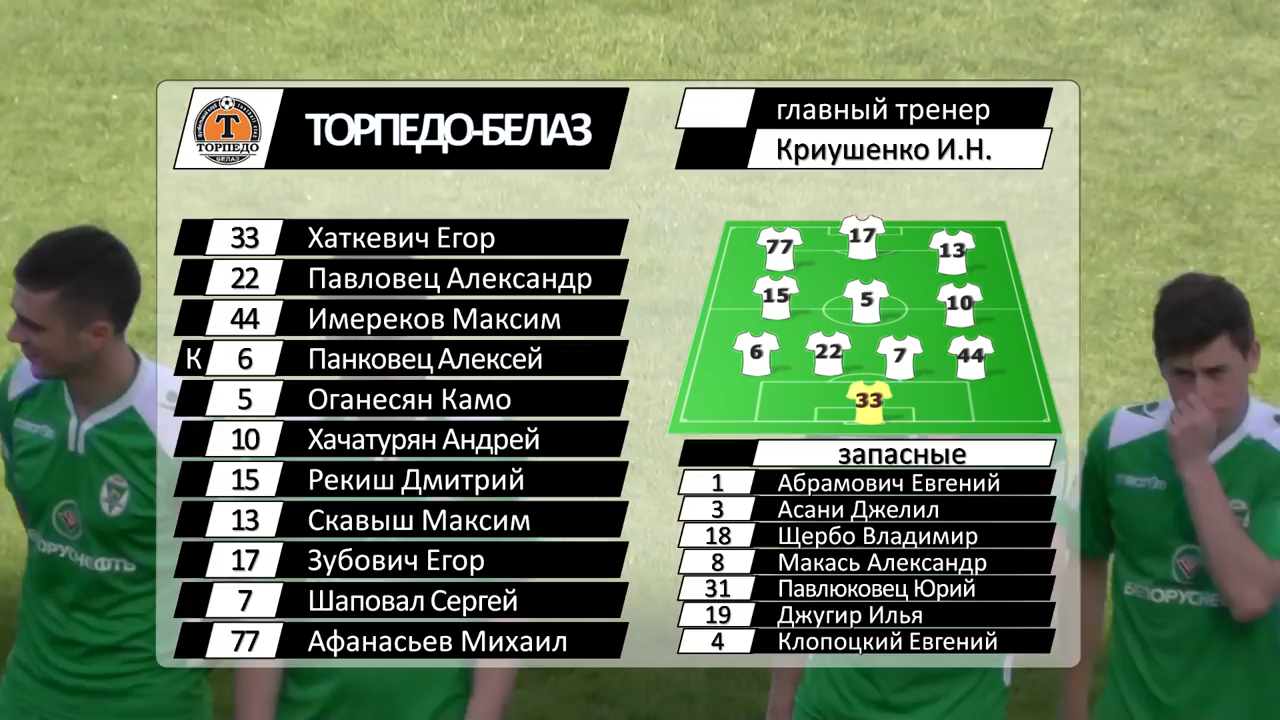 ТОРПЕДО
БЕЛАЗ
ТОРПЕДО-БЕЛАЗ
главный тренер
Криушенко И.Н.
33 Хаткевич Егор
22 Павловец Александр
44 Имереков Максим
К 6 Панковец Алексей
5 Оганесян Камо
10 Хачатурян Андрей
15 Рекиш Дмитрий
13 Скавыш Максим
17 Зубович Егор
7 Шаповал Сергей
77 Афанасьев Михаил
77 17 13
15 5 10
6 22 7 44
33
запасные
1 Абрамович Евгений
3 Асани Джелил
18 Щербо Владимир
8 Макась Александр
31 Павлюковец Юрий
19 Джугир Илья
4 Клопоцкий Евгений